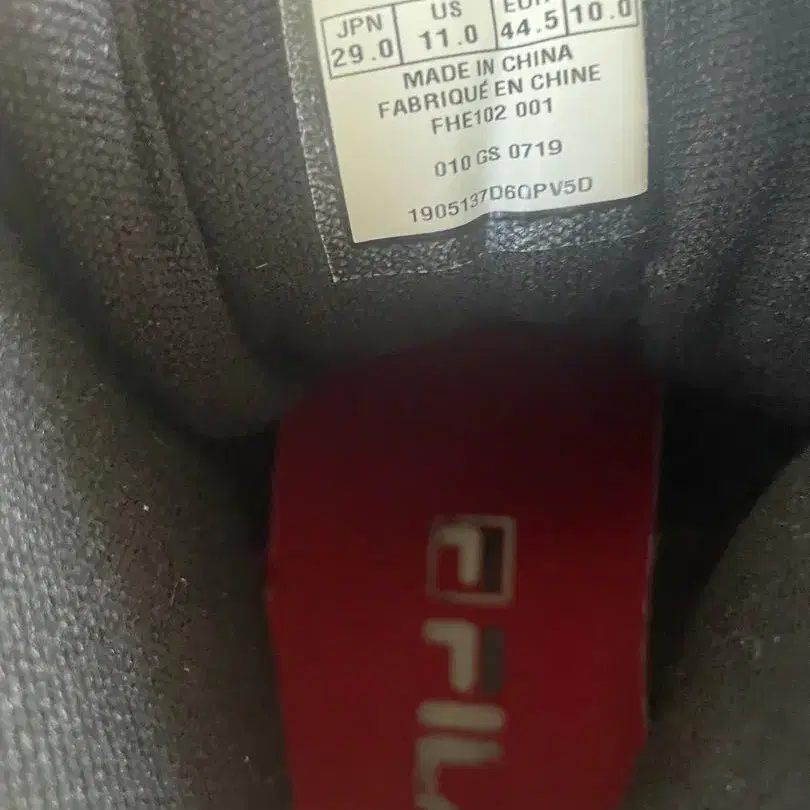 JPN US EUR
29.0 11.0 44.5 10.0
MADE IN CHINA
FABRIQUÉ EN CHINE
FHE102 001
010 GS 0719
1905137D6QPV5D
FILA